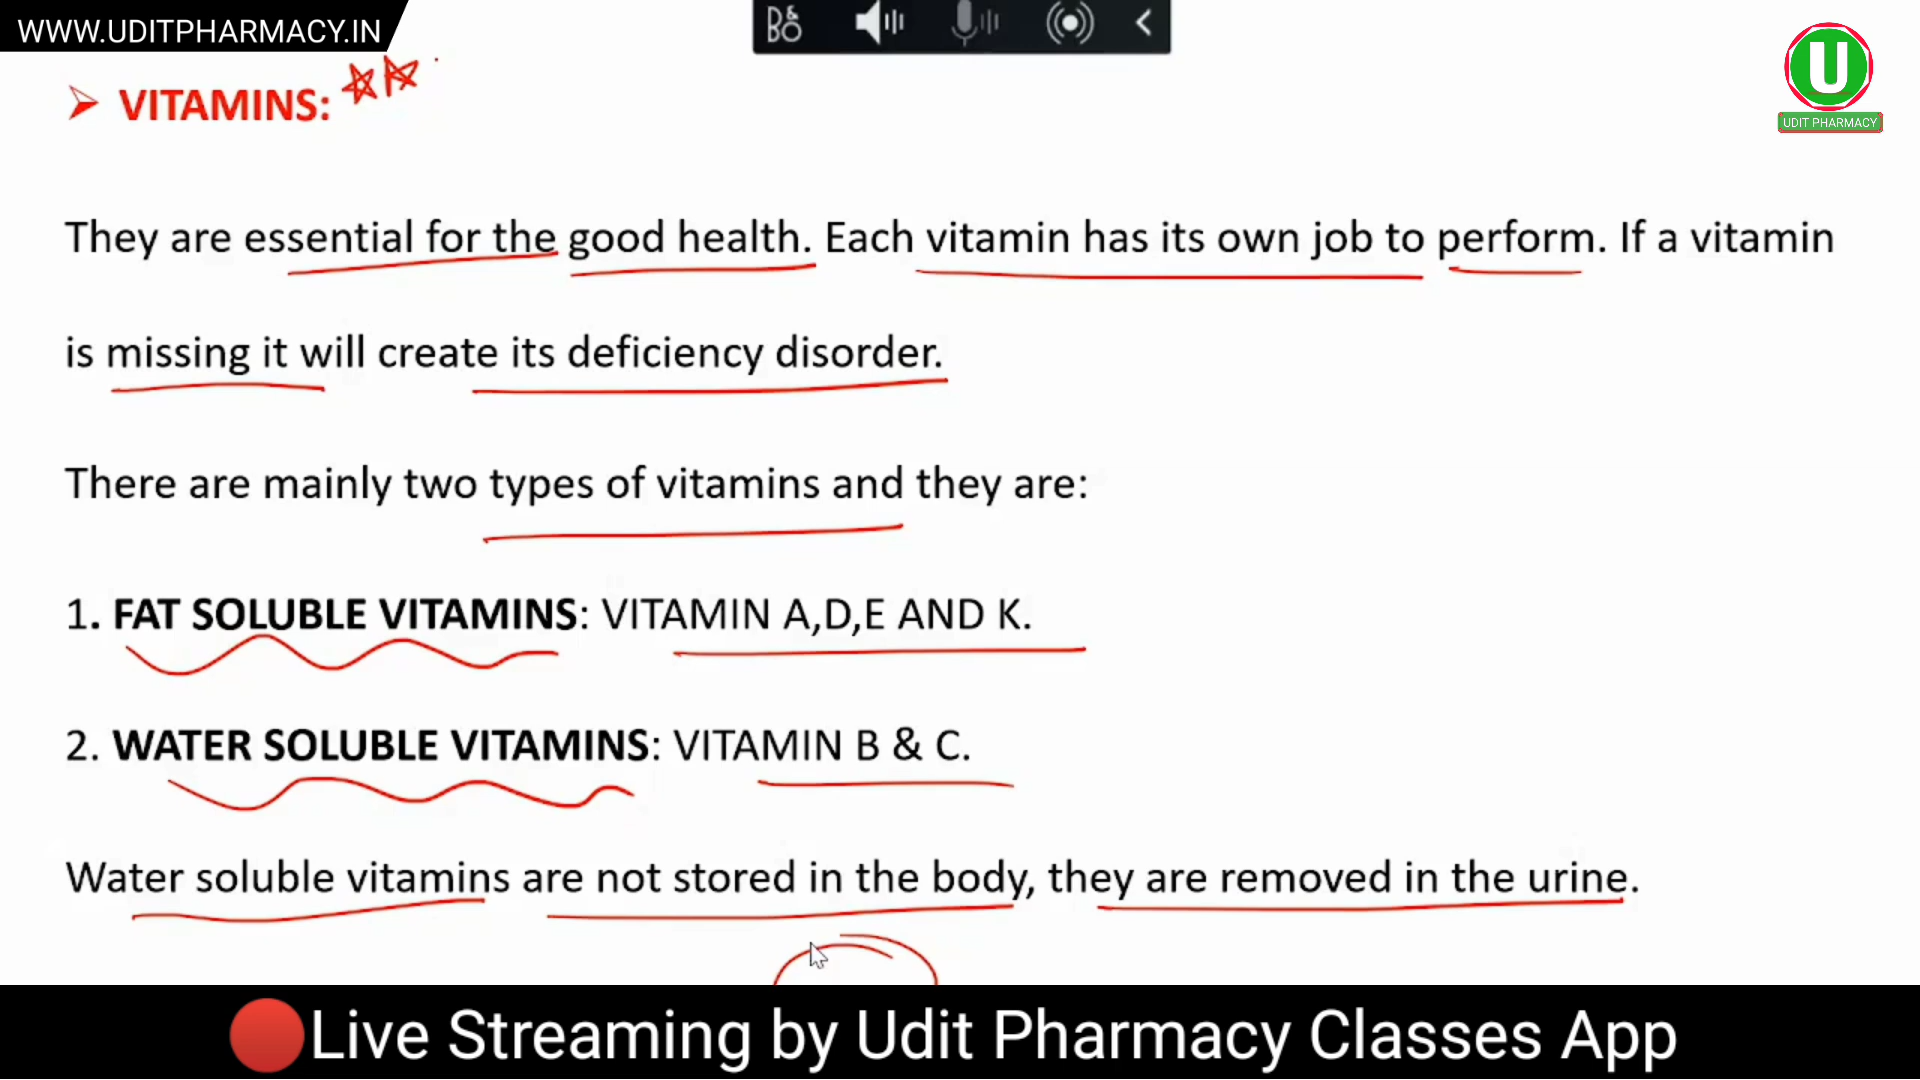 WWW.UDITPHARMACY.IN
B&O
VITAMINS:
U
UDIT PHARMACY
They are essential for the good health. Each vitamin has its own job to perform. If a vitamin
is missing it will create its deficiency disorder.
There are mainly two types of vitamins and they are:
1. FAT SOLUBLE VITAMINS: VITAMIN A,D,E AND K.
2. WATER SOLUBLE VITAMINS: VITAMIN B & C.
Water soluble vitamins are not stored in the body, they are removed in the urine.
Live Streaming by Udit Pharmacy Classes App